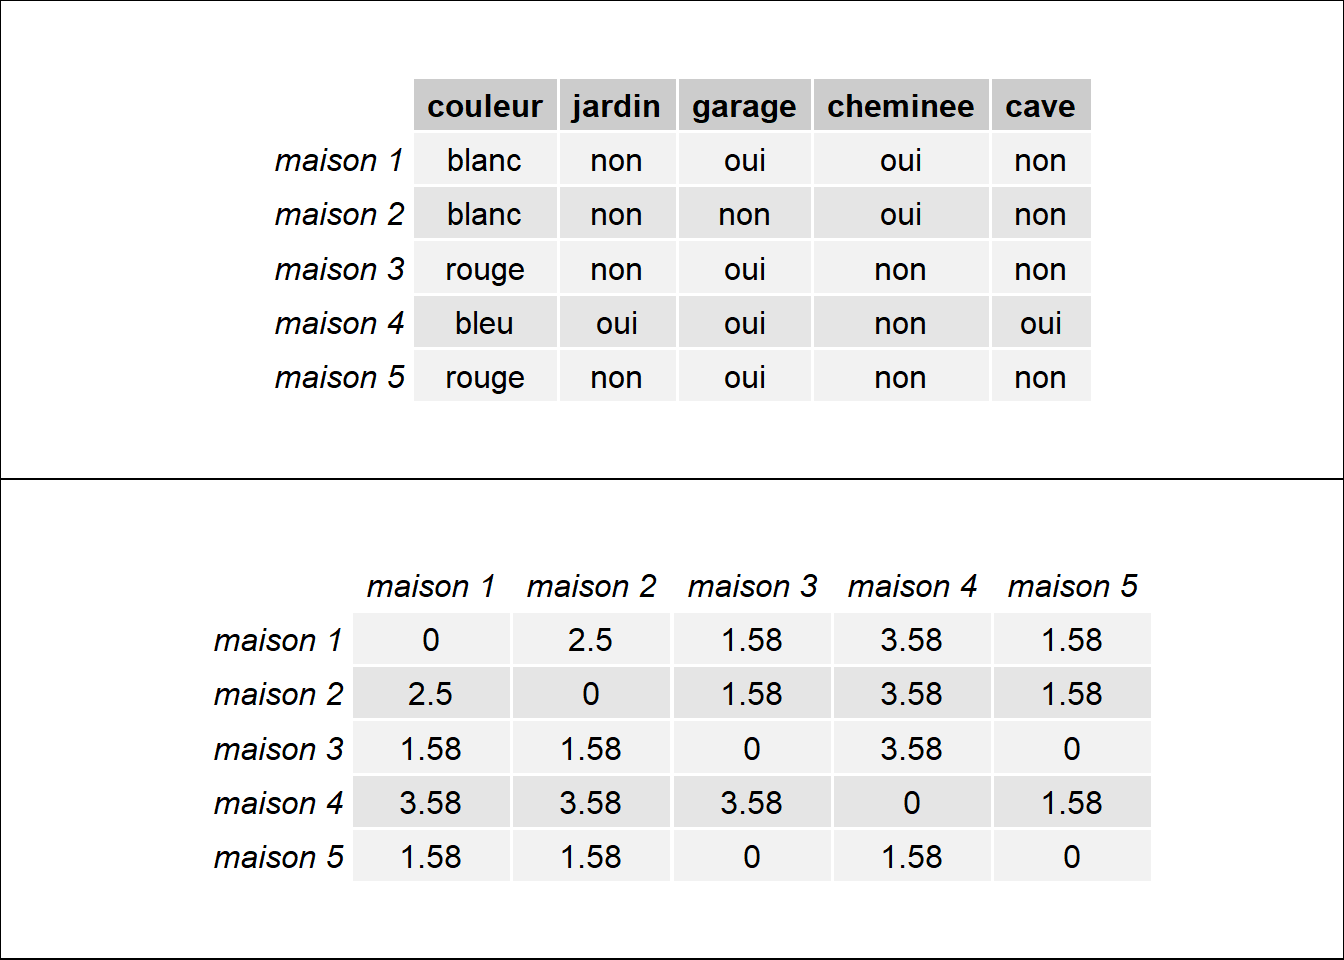 couleur jardin garage cheminee cave
maison 1 blanc non oui oui non
maison 2 blanc non non oui non
maison 3 rouge non oui non non
maison 4 bleu oui oui non oui
maison 5 rouge non oui non non
maison 1 maison 2 maison 3 maison 4 maison 5
maison 1 0 2.5 1.58 3.58 1.58
maison 2 2.5 0 1.58 3.58 1.58
maison 3 1.58 1.58 0 3.58 0
maison 4 3.58 3.58 3.58 0 1.58
maison 5 1.58 1.58 0 1.58 0